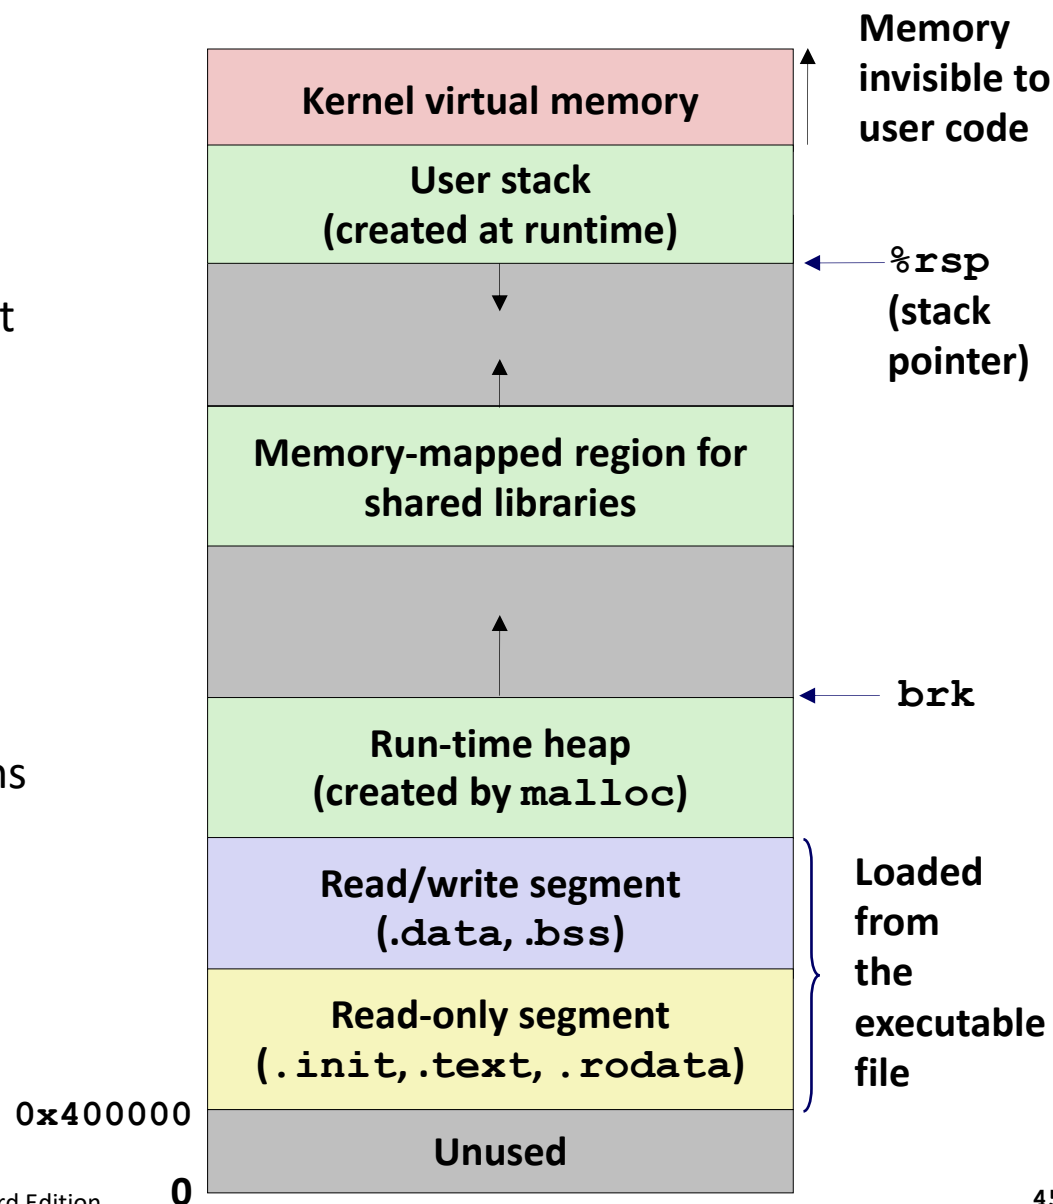 Memory
invisible to
user code
Kernel virtual memory
User stack
(created at runtime)
%rsp
(stack
pointer)
Memory-mapped region for
shared libraries
brk
Run-time heap
(created by malloc)
Read/write segment
(.data, .bss)
Read-only segment
(.init, .text, .rodata)
Loaded
from
the
executable
file
0x400000
Unused
0
Edition